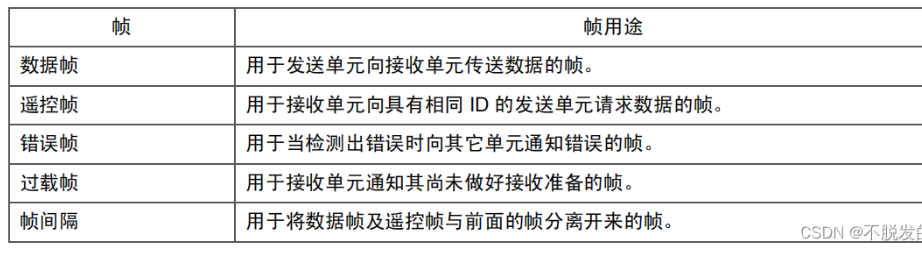 帧 帧用途
数据帧 用于发送单元向接收单元传送数据的帧。
遥控帧 用于接收单元向具有相同 ID 的发送单元请求数据的帧。
错误帧 用于当检测出错误时向其它单元通知错误的帧。
过载帧 用于接收单元通知其尚未做好接收准备的帧。
帧间隔 用于将数据帧及遥控帧与前面的帧分离开来的帧。
CSDN @不脱发的